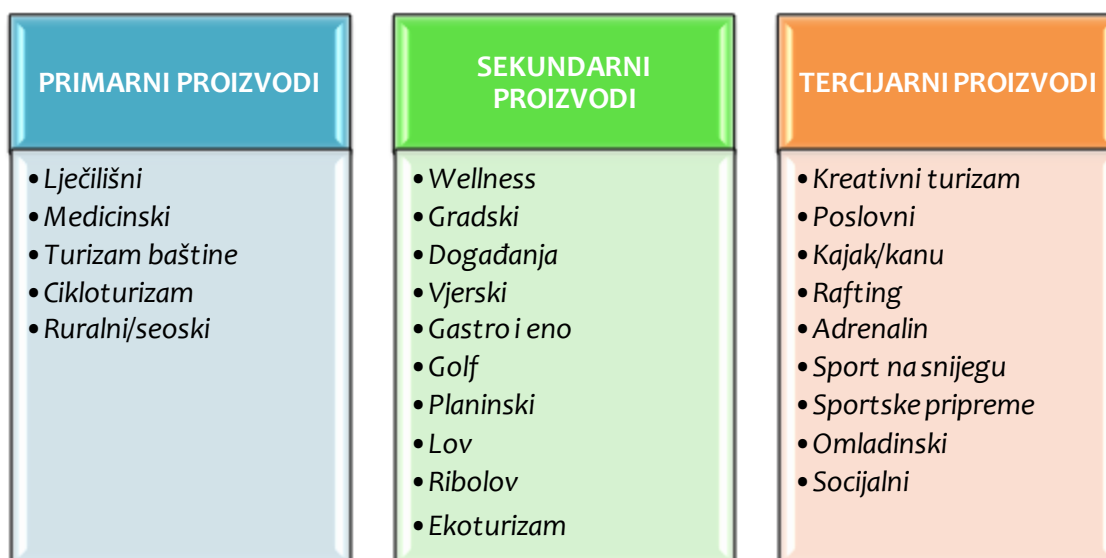 PRIMARNI PROIZVODI
•Lječilišni
•Medicinski
•Turizam baštine
•Cikloturizam
•Ruralni/seoski
SEKUNDARNI
PROIZVODI
•Wellness
•Gradski
•Događanja
•Vjerski
•Gastro i eno
•Golf
•Planinski
•Lov
•Ribolov
•Ekoturizam
TERCIJARNI PROIZVODI
•Kreativni turizam
•Poslovni
•Kajak/kanu
•Rafting
•Adrenalin
•Sport na snijegu
•Sportske pripreme
•Omladinski
•Socijalni